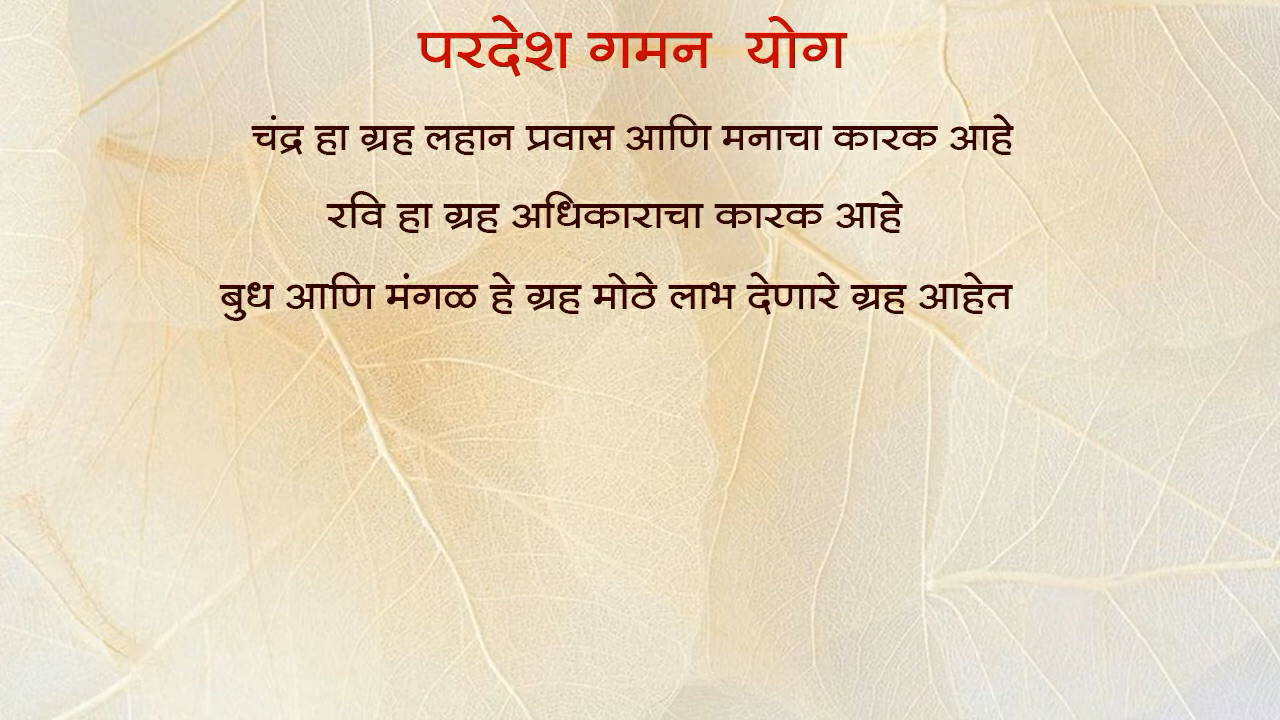 परदेश गमन योग
चंद्र हा ग्रह लहान प्रवास आणि मनाचा कारक आहे
रवि हा ग्रह अधिकाराचा कारक आहे
बुध आणि मंगळ हे ग्रह मोठे लाभ देणारे ग्रह आहेत